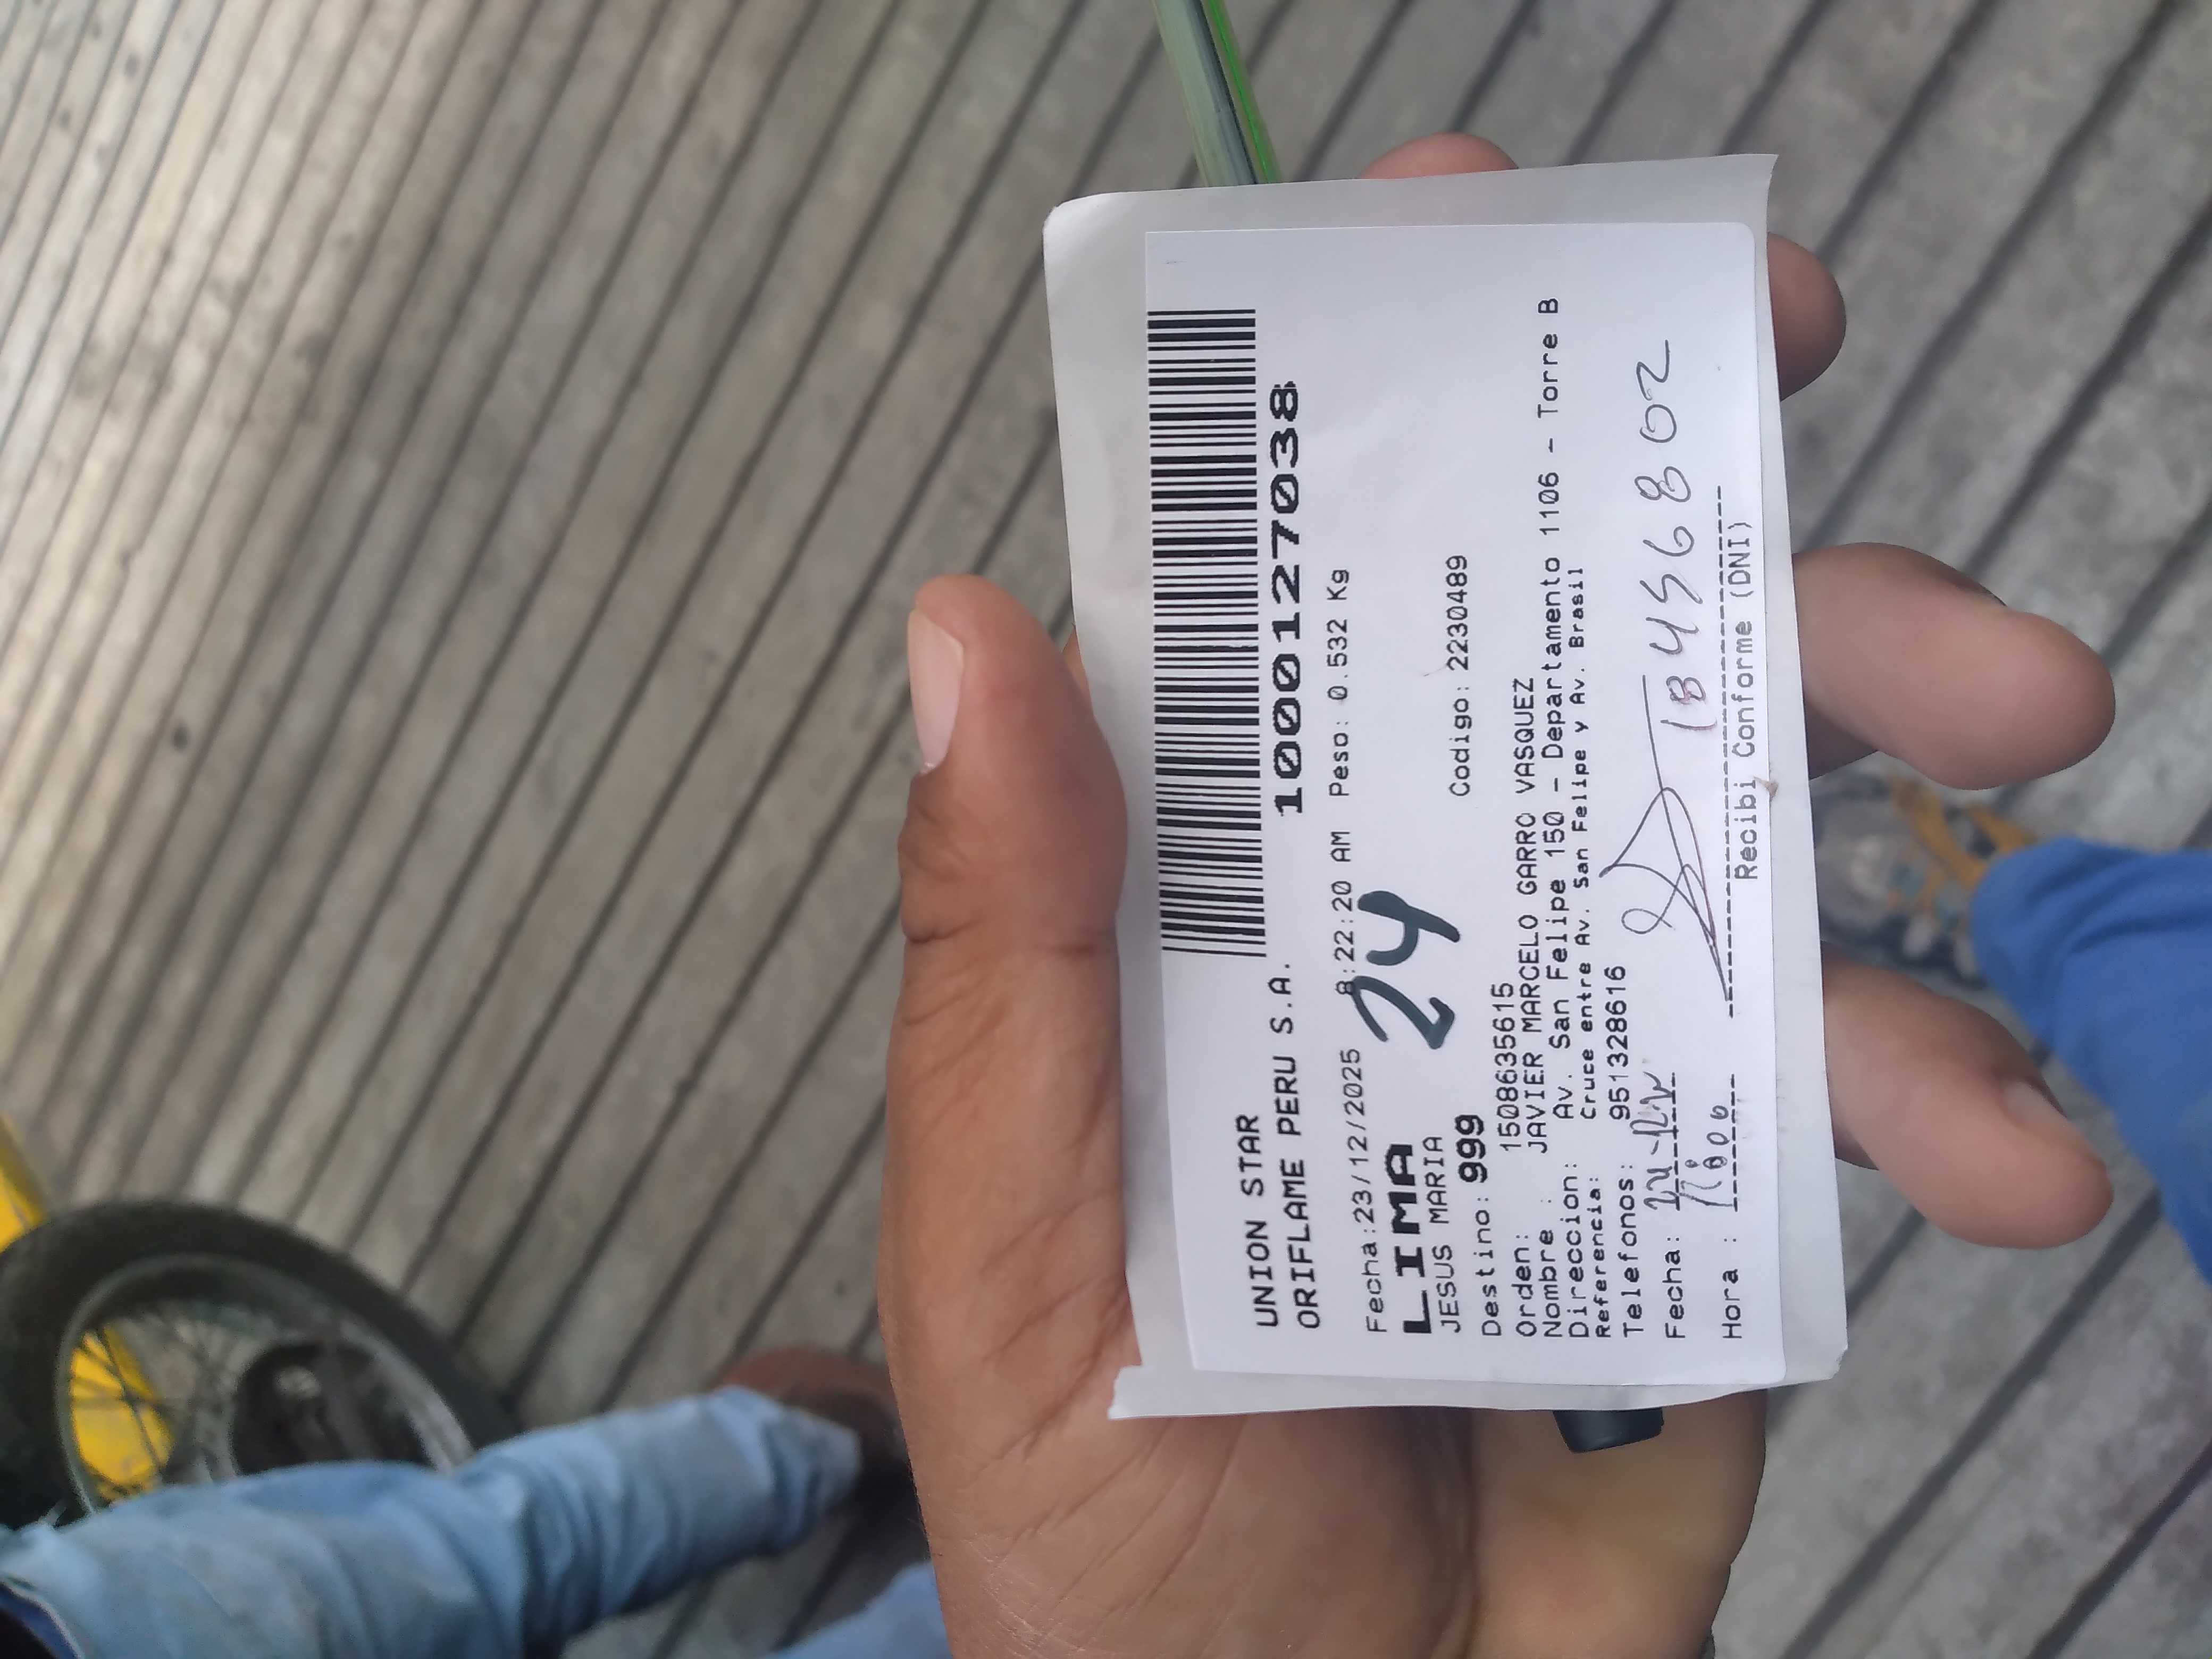 UNION STAR
ORIFLAME PERU S.A.
1000127038
Fecha:23/12/2025 8:22:20 AM Peso: 0.532 Kg
LIMA 24
JESUS MARIA
Destino: 999 Codigo: 2230489
Orden: 1508635615
Nombre : JAVIER MARCELO GARRO VASQUEZ
Direccion: Av. San Felipe 150 - Departamento 1106 - Torre B
Referencia: Cruce entre Av. San Felipe y Av. Brasil
Telefonos: 951328616
Fecha:
Hora :
Recibi Conforme (DNI)